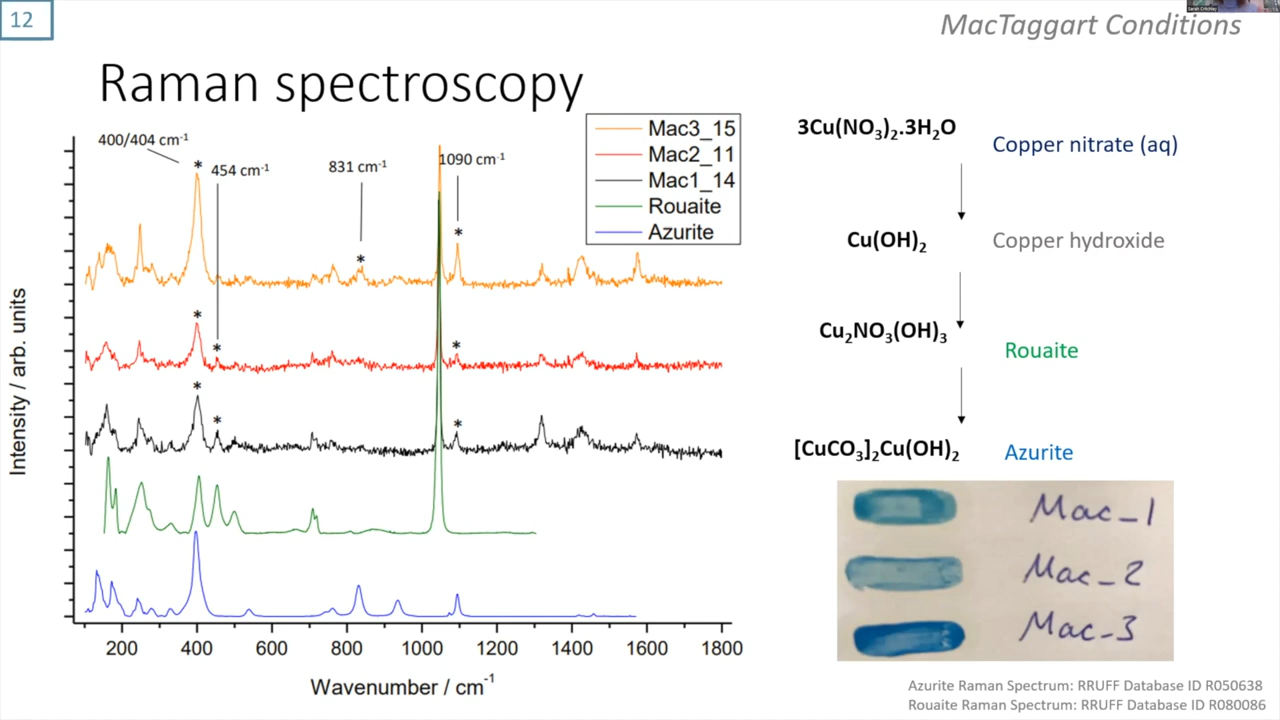 12
MacTaggart Conditions
Sarah Critchley
Raman spectroscopy
400/404 cm⁻¹
454 cm⁻¹
831 cm⁻¹
1090 cm⁻¹
*
*
*
*
*
*
*
*
*
*
Mac3_15
Mac2_11
Mac1_14
Rouaite
Azurite
Intensity / arb. units
200 400 600 800 1000 1200 1400 1600 1800
Wavenumber / cm⁻¹
3Cu(NO₃)₂.3H₂O
Copper nitrate (aq)
Cu(OH)₂
Copper hydroxide
Cu₂NO₃(OH)₃
Rouaite
[CuCO₃]₂Cu(OH)₂
Azurite
Mac_1
Mac_2
Mac_3
Azurite Raman Spectrum: RRUFF Database ID R050638
Rouaite Raman Spectrum: RRUFF Database ID R080086